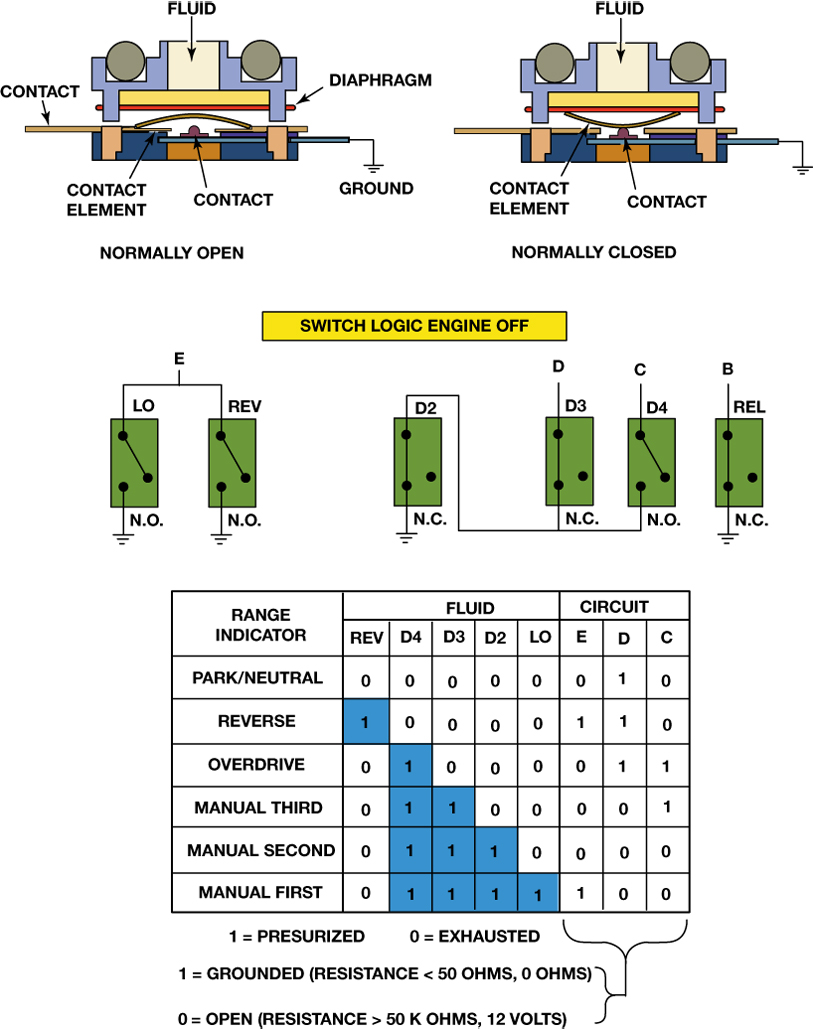 FLUID
CONTACT
DIAPHRAGM
CONTACT
ELEMENT
CONTACT
GROUND
NORMALLY OPEN
FLUID
CONTACT
ELEMENT
CONTACT
NORMALLY CLOSED
SWITCH LOGIC ENGINE OFF
E
D C B
LO REV D2 D3 D4 REL
N.O. N.O. N.C. N.C. N.O. N.C.
RANGE INDICATOR FLUID CIRCUIT
REV D4 D3 D2 LO E D C
PARK/NEUTRAL 0 0 0 0 0 0 1 0
REVERSE 1 0 0 0 0 1 1 0
OVERDRIVE 0 1 0 0 0 0 1 1
MANUAL THIRD 0 1 1 0 0 0 0 1
MANUAL SECOND 0 1 1 1 0 0 0 0
MANUAL FIRST 0 1 1 1 1 1 0 0
1 = PRESURIZED 0 = EXHAUSTED
1 = GROUNDED (RESISTANCE < 50 OHMS, 0 OHMS)
0 = OPEN (RESISTANCE > 50 K OHMS, 12 VOLTS)